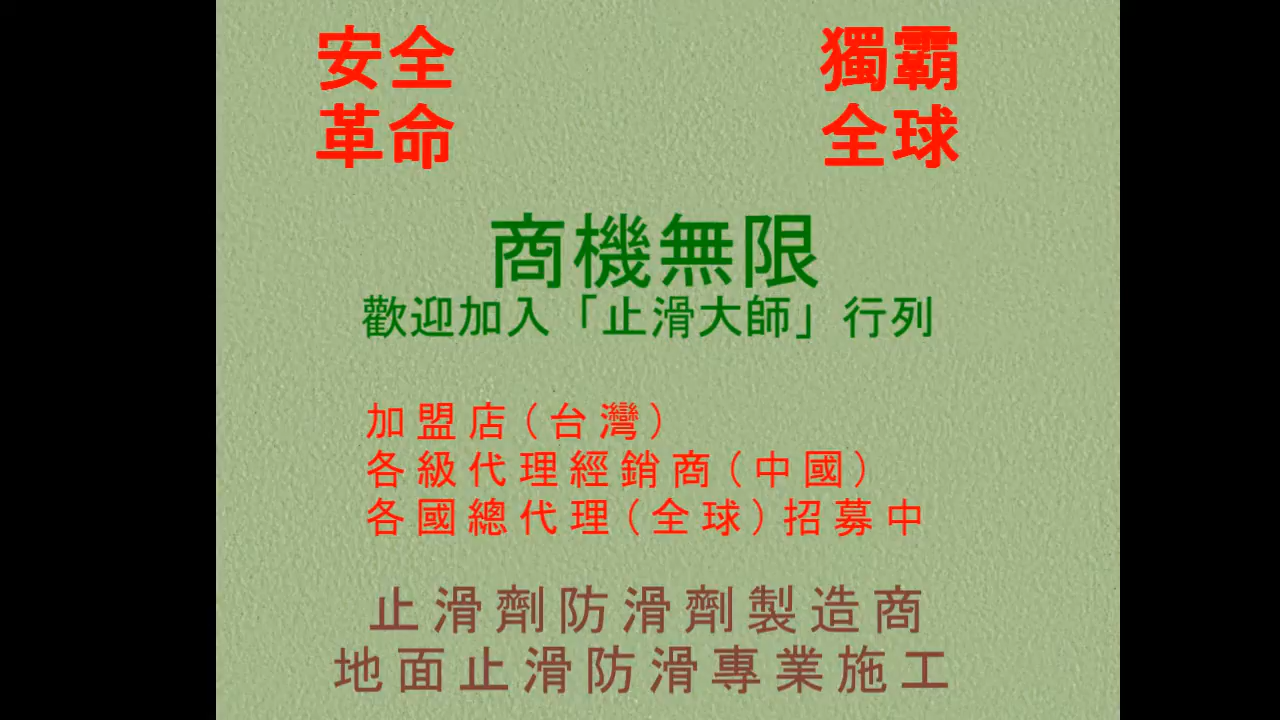 安全
革命
獨霸
全球
商機無限
歡迎加入「止滑大師」行列
加盟店(台灣)
各級代理經銷商(中國)
各國總代理(全球)招募中
止滑劑防滑劑製造商
地面止滑防滑專業施工